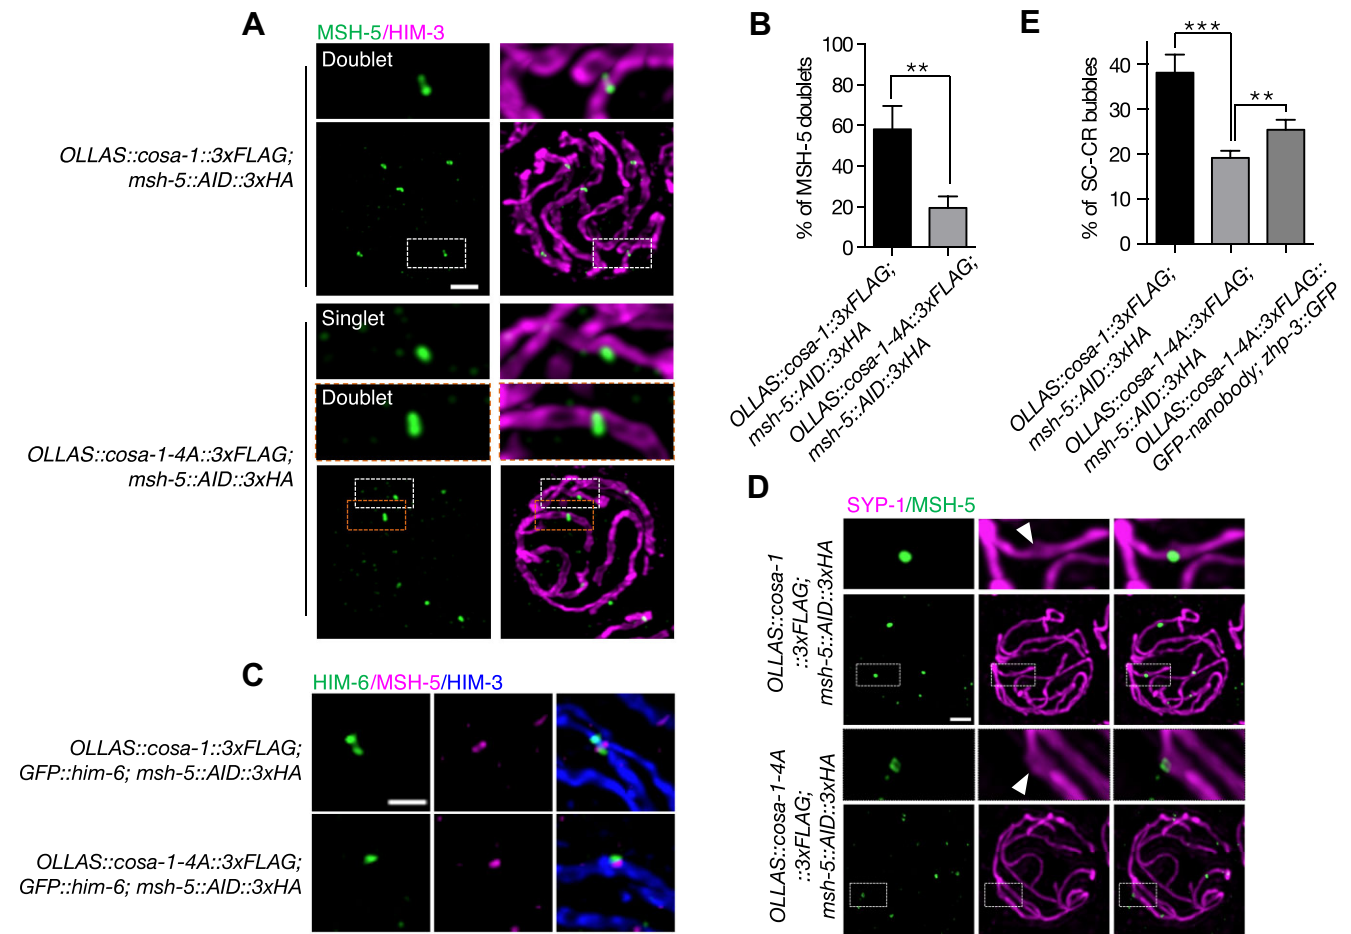 A
MSH-5/HIM-3
Doublet
OLLAS::cosa-1::3xFLAG;
msh-5::AID::3xHA
Singlet
Doublet
OLLAS::cosa-1-4A::3xFLAG;
msh-5::AID::3xHA
B
% of MSH-5 doublets
100
80
60
40
20
0
**
OLLAS::cosa-1::3xFLAG;
msh-5::AID::3xHA
OLLAS::cosa-1-4A::3xFLAG;
msh-5::AID::3xHA
E
% of SC-CR bubbles
40
30
20
10
0
***
**
OLLAS::cosa-1::3xFLAG;
msh-5::AID::3xHA
OLLAS::cosa-1-4A::3xFLAG;
msh-5::AID::3xHA
OLLAS::cosa-1-4A::3xFLAG::
GFP-nanobody; zhp-3::GFP
C
HIM-6/MSH-5/HIM-3
OLLAS::cosa-1::3xFLAG;
GFP::him-6; msh-5::AID::3xHA
OLLAS::cosa-1-4A::3xFLAG;
GFP::him-6; msh-5::AID::3xHA
D
SYP-1/MSH-5
OLLAS::cosa-1
::3xFLAG;
msh-5::AID::3xHA
OLLAS::cosa-1-4A
::3xFLAG;
msh-5::AID::3xHA